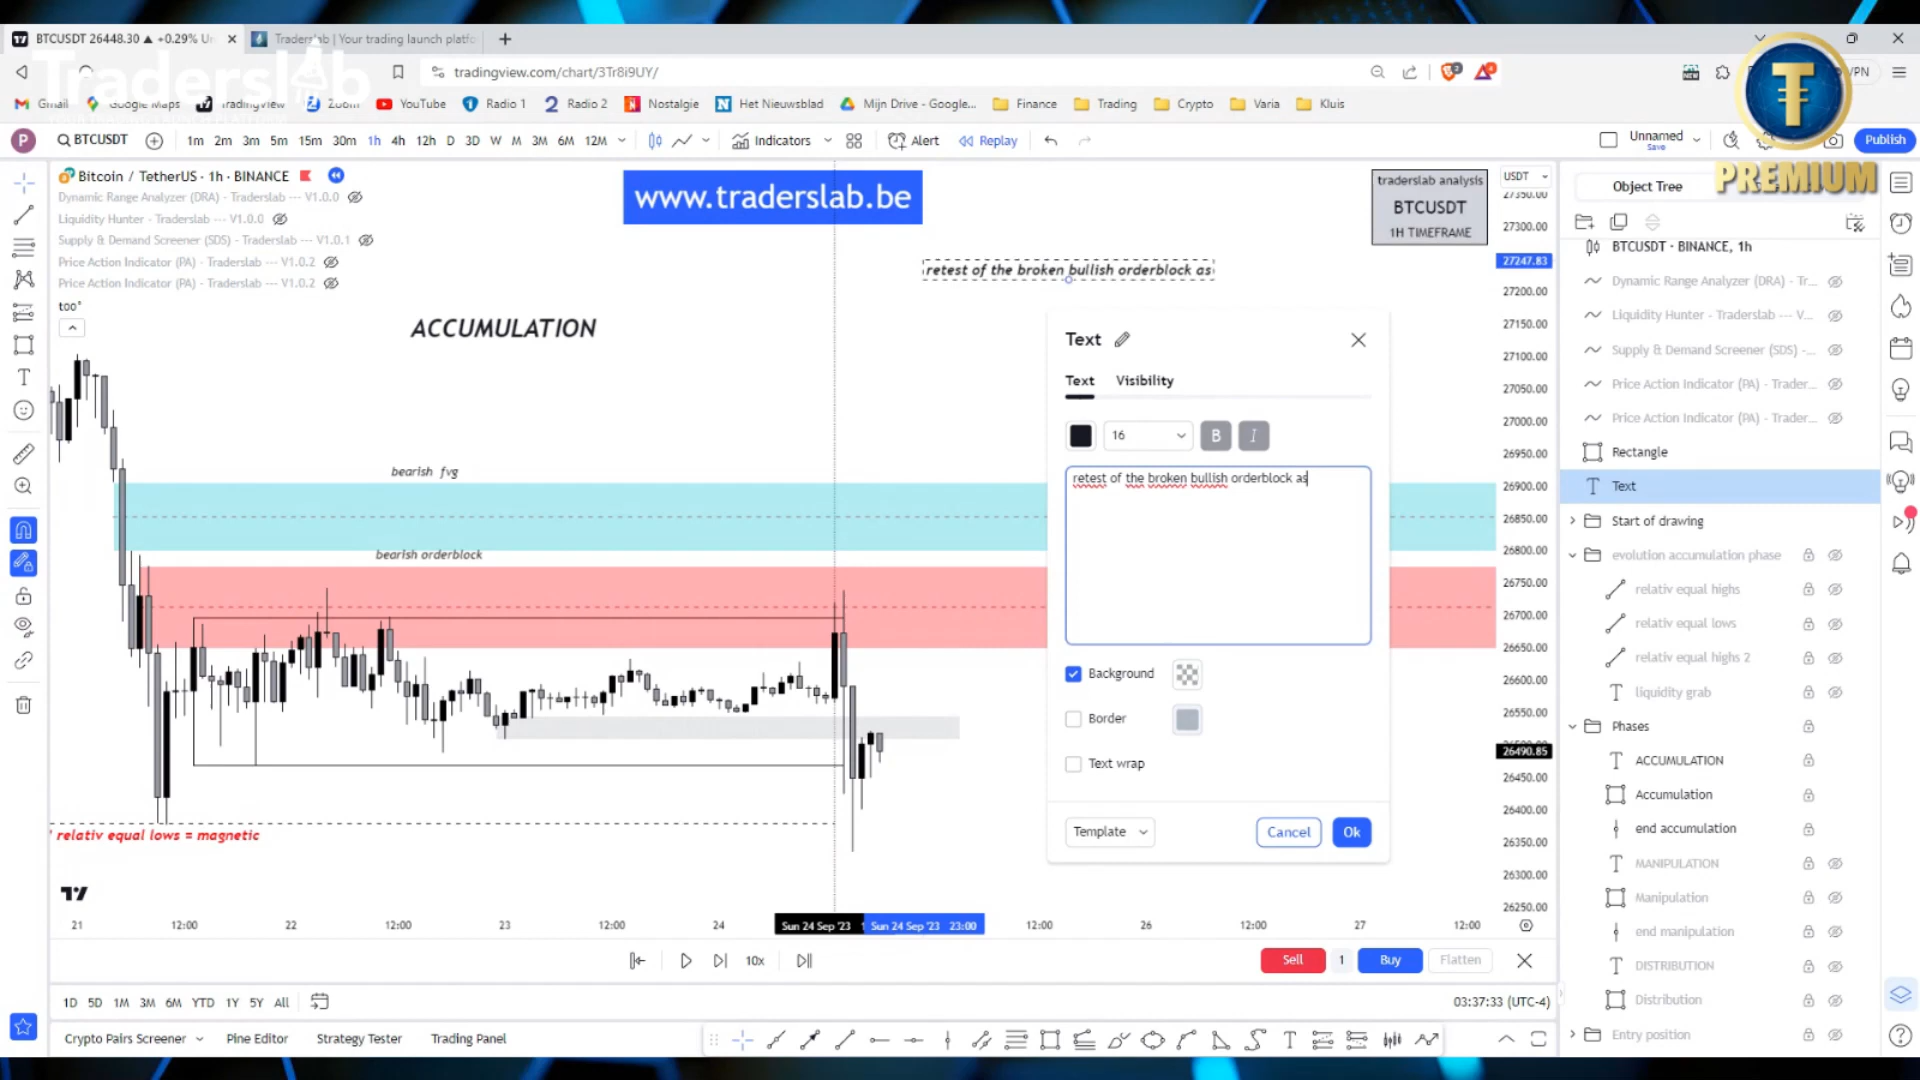 BTCUSDT 26448.30 ▲ +0.29% Un
Traderslab | Your trading launch platfo
Traderslab
tradingview.com/chart/3Tr8i9UY/
VPN
Gmail
Google Maps
TradingView
Zoom
YouTube
Radio 1
Radio 2
Nostalgie
Het Nieuwsblad
Mijn Drive - Google...
Finance
Trading
Crypto
Varia
Kluis
P
BTCUSDT
1m 2m 3m 5m 15m 30m 1h 4h 12h D 3D W M 3M 6M 12M
Indicators
Alert
Replay
Unnamed
Save
Publish
PREMIUM
Bitcoin / TetherUS · 1h · BINANCE
Dynamic Range Analyzer (DRA) - Traderslab --- V1.0.0
Liquidity Hunter - Traderslab --- V1.0.0
Supply & Demand Screener (SDS) - Traderslab --- V1.0.1
Price Action Indicator (PA) - Traderslab --- V1.0.2
Price Action Indicator (PA) - Traderslab --- V1.0.2
too°
www.traderslab.be
traderslab analysis
BTCUSDT
1H TIMEFRAME
USDT
27350.00
27300.00
27247.83
27200.00
27150.00
27100.00
27050.00
27000.00
26950.00
26900.00
26850.00
26800.00
26750.00
26700.00
26650.00
26600.00
26550.00
26490.85
26450.00
26400.00
26350.00
26300.00
26250.00
retest of the broken bullish orderblock as
ACCUMULATION
bearish fvg
bearish orderblock
relativ equal lows = magnetic
Text
Text Visibility
16
B
I
retest of the broken bullish orderblock as
Background
Border
Text wrap
Template
Cancel
Ok
Object Tree
BTCUSDT · BINANCE, 1h
Dynamic Range Analyzer (DRA) - Tr...
Liquidity Hunter - Traderslab --- V...
Supply & Demand Screener (SDS) -...
Price Action Indicator (PA) - Trader...
Price Action Indicator (PA) - Trader...
Rectangle
Text
Start of drawing
evolution accumulation phase
relativ equal highs
relativ equal lows
relativ equal highs 2
liquidity grab
Phases
ACCUMULATION
Accumulation
end accumulation
MANIPULATION
Manipulation
end manipulation
DISTRIBUTION
Distribution
Entry position
21 12:00 22 12:00 23 12:00 24 Sun 24 Sep '23 Sun 24 Sep '23 23:00 12:00 26 12:00 27 12:00
10x
Sell
1
Buy
Flatten
1D 5D 1M 3M 6M YTD 1Y 5Y All
03:37:33 (UTC-4)
Crypto Pairs Screener
Pine Editor
Strategy Tester
Trading Panel